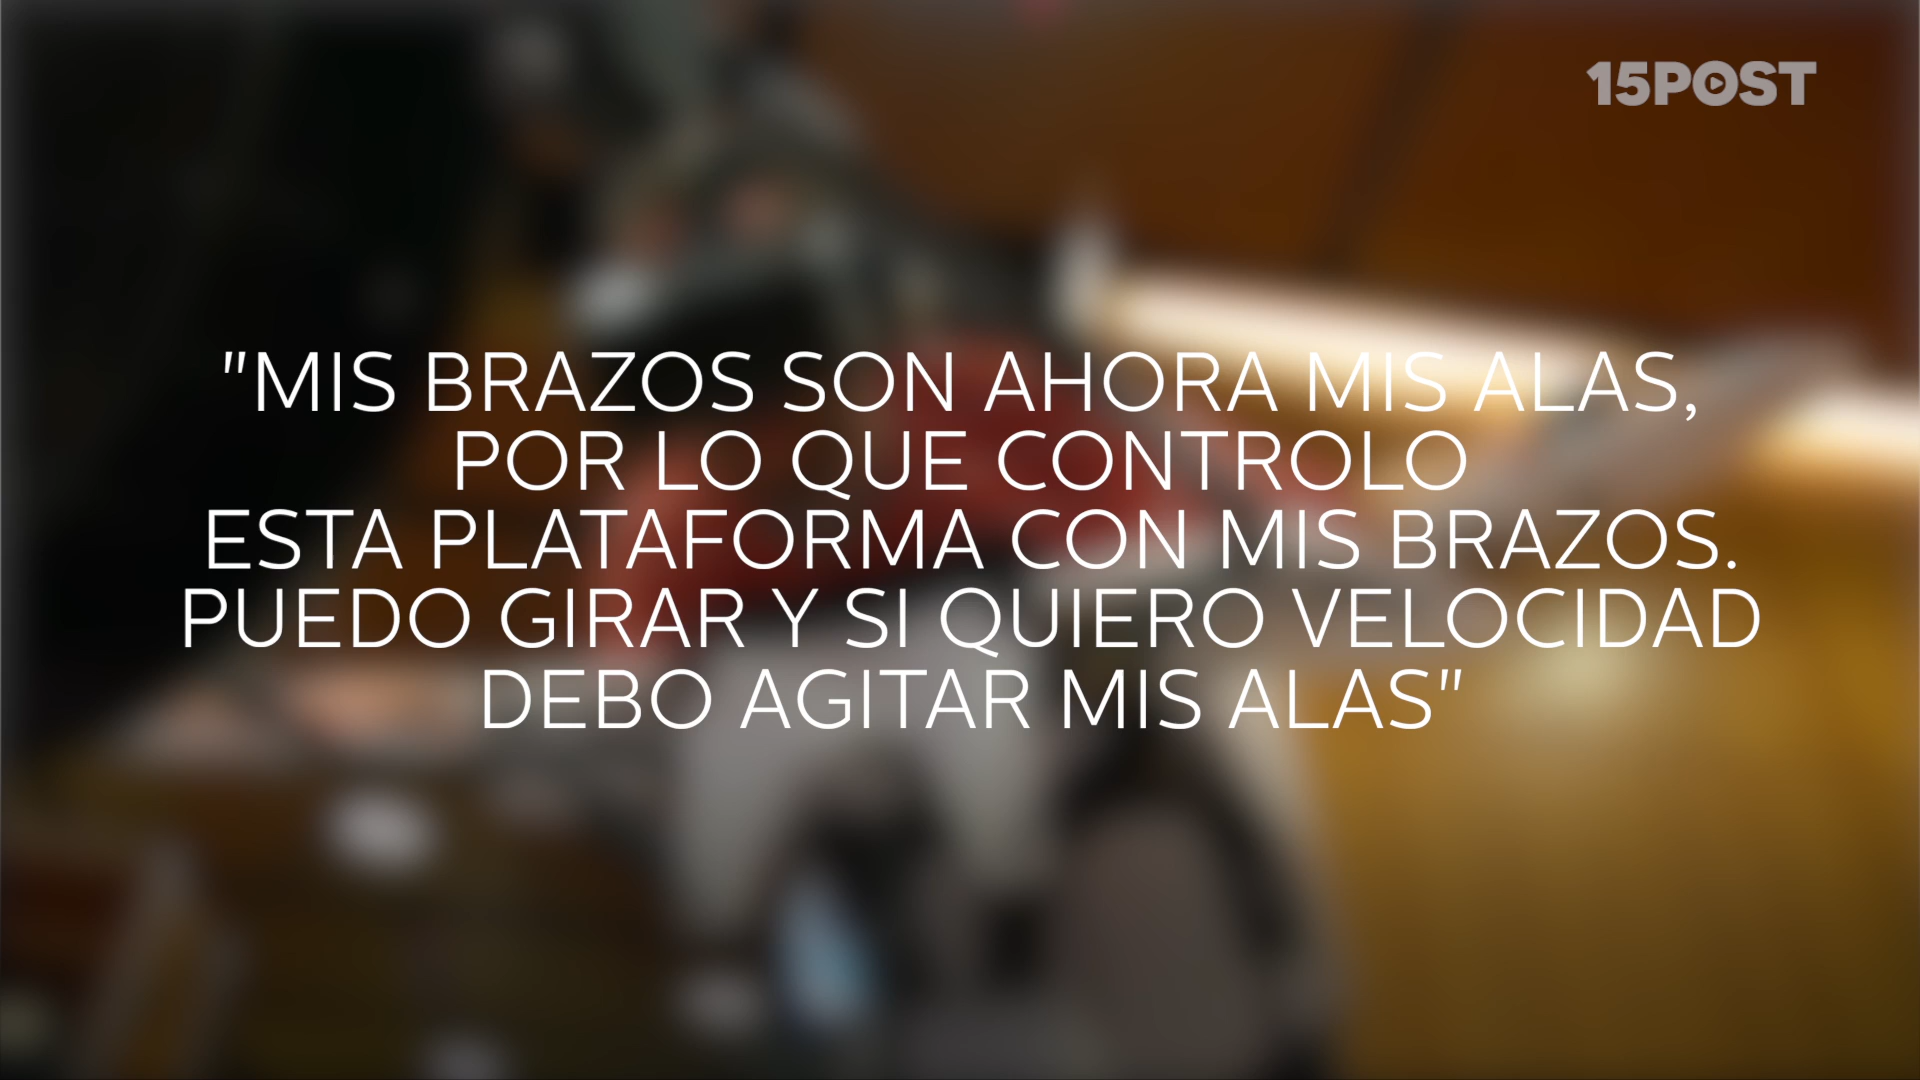 15POST
"MIS BRAZOS SON AHORA MIS ALAS,
POR LO QUE CONTROLO
ESTA PLATAFORMA CON MIS BRAZOS.
PUEDO GIRAR Y SI QUIERO VELOCIDAD
DEBO AGITAR MIS ALAS"